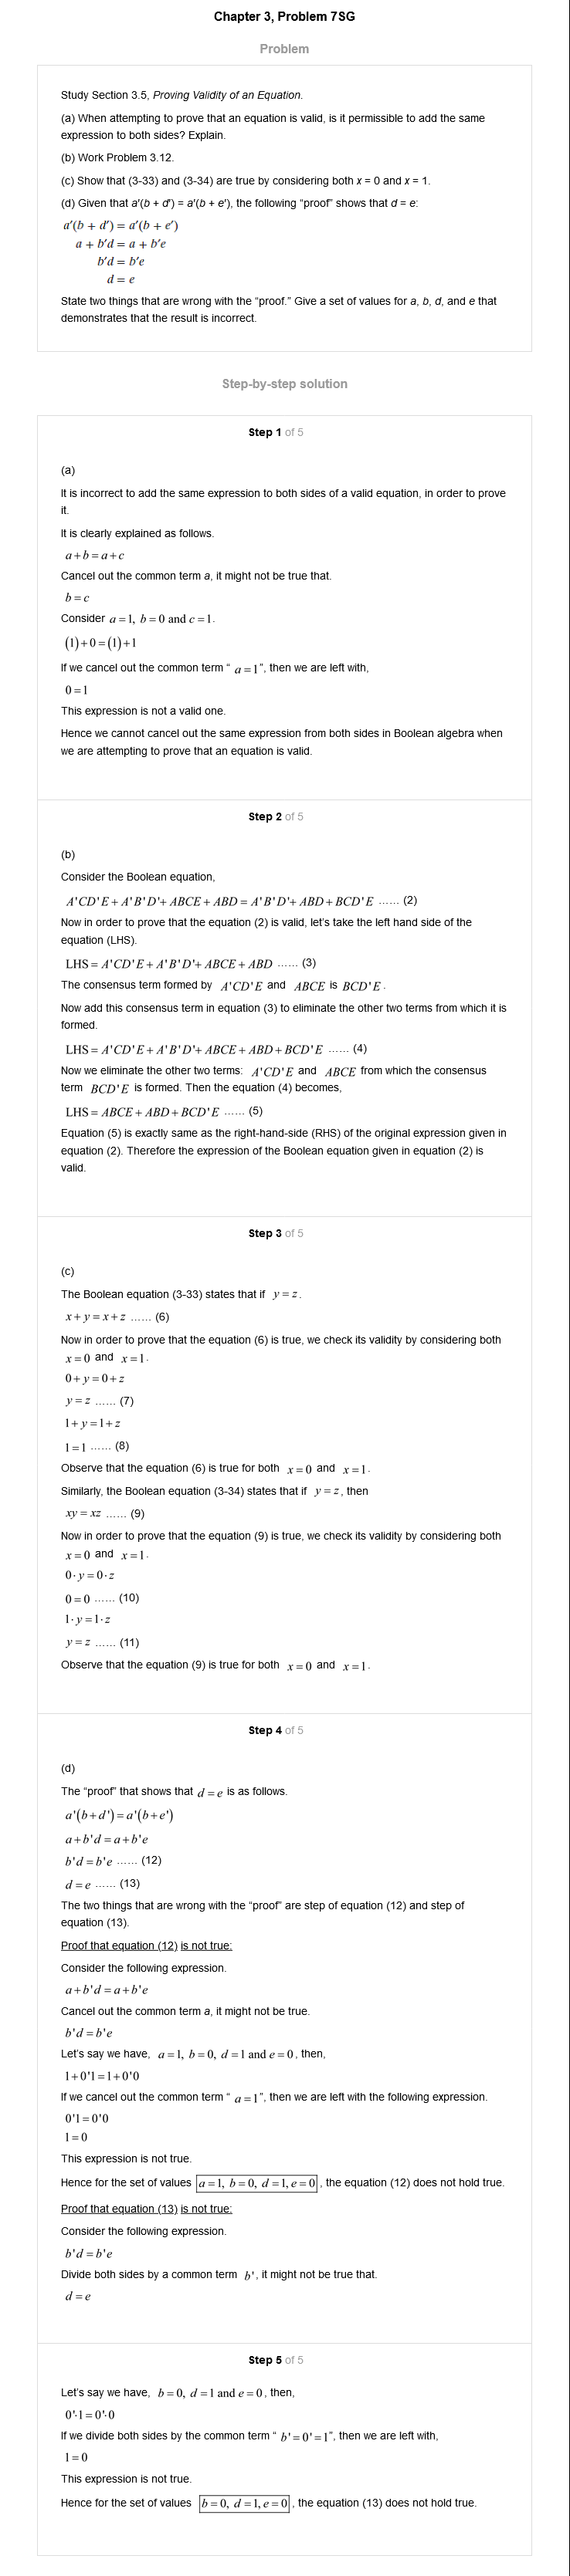 Chapter 3, Problem 7SG
Problem
Study Section 3.5, Proving Validity of an Equation.
(a) When attempting to prove that an equation is valid, is it permissible to add the same
expression to both sides? Explain.
(b) Work Problem 3.12.
(c) Show that (3-33) and (3-34) are true by considering both x = 0 and x = 1.
(d) Given that a'(b + d') = a'(b + e'), the following “proof” shows that d = e:
a′(b + d′) = a′(b + e′)
a + b′d = a + b′e
b′d = b′e
d = e
State two things that are wrong with the “proof.” Give a set of values for a, b, d, and e that
demonstrates that the result is incorrect.
Step-by-step solution
Step 1 of 5
(a)
It is incorrect to add the same expression to both sides of a valid equation, in order to prove
it.
It is clearly explained as follows.
a+b=a+c
Cancel out the common term a, it might not be true that.
b=c
Consider a=1, b=0 and c=1.
(1)+0=(1)+1
If we cancel out the common term “ a=1”, then we are left with,
0=1
This expression is not a valid one.
Hence we cannot cancel out the same expression from both sides in Boolean algebra when
we are attempting to prove that an equation is valid.
Step 2 of 5
(b)
Consider the Boolean equation,
A'CD'E + A'B'D'+ ABCE + ABD = A'B'D'+ ABD + BCD'E ...... (2)
Now in order to prove that the equation (2) is valid, let’s take the left hand side of the
equation (LHS).
LHS = A'CD'E + A'B'D'+ ABCE + ABD ...... (3)
The consensus term formed by A'CD'E and ABCE is BCD'E.
Now add this consensus term in equation (3) to eliminate the other two terms from which it is
formed.
LHS = A'CD'E + A'B'D'+ ABCE + ABD + BCD'E ...... (4)
Now we eliminate the other two terms: A'CD'E and ABCE from which the consensus
term BCD'E is formed. Then the equation (4) becomes,
LHS = ABCE + ABD + BCD'E ...... (5)
Equation (5) is exactly same as the right-hand-side (RHS) of the original expression given in
equation (2). Therefore the expression of the Boolean equation given in equation (2) is
valid.
Step 3 of 5
(c)
The Boolean equation (3-33) states that if y=z.
x+y=x+z ...... (6)
Now in order to prove that the equation (6) is true, we check its validity by considering both
x=0 and x=1.
0+y=0+z
y=z ...... (7)
1+y=1+z
1=1 ...... (8)
Observe that the equation (6) is true for both x=0 and x=1.
Similarly, the Boolean equation (3-34) states that if y=z, then
xy=xz ...... (9)
Now in order to prove that the equation (9) is true, we check its validity by considering both
x=0 and x=1.
0·y=0·z
0=0 ...... (10)
1·y=1·z
y=z ...... (11)
Observe that the equation (9) is true for both x=0 and x=1.
Step 4 of 5
(d)
The “proof” that shows that d=e is as follows.
a'(b+d')=a'(b+e')
a+b'd=a+b'e
b'd=b'e ...... (12)
d=e ...... (13)
The two things that are wrong with the “proof” are step of equation (12) and step of
equation (13).
Proof that equation (12) is not true:
Consider the following expression.
a+b'd=a+b'e
Cancel out the common term a, it might not be true.
b'd=b'e
Let’s say we have, a=1, b=0, d=1 and e=0, then,
1+0'1=1+0'0
If we cancel out the common term “ a=1”, then we are left with the following expression.
0'1=0'0
1=0
This expression is not true.
Hence for the set of values a=1, b=0, d=1, e=0, the equation (12) does not hold true.
Proof that equation (13) is not true:
Consider the following expression.
b'd=b'e
Divide both sides by a common term b', it might not be true that.
d=e
Step 5 of 5
Let’s say we have, b=0, d=1 and e=0, then,
0'·1=0'·0
If we divide both sides by the common term “ b'=0'=1”, then we are left with,
1=0
This expression is not true.
Hence for the set of values b=0, d=1, e=0, the equation (13) does not hold true.